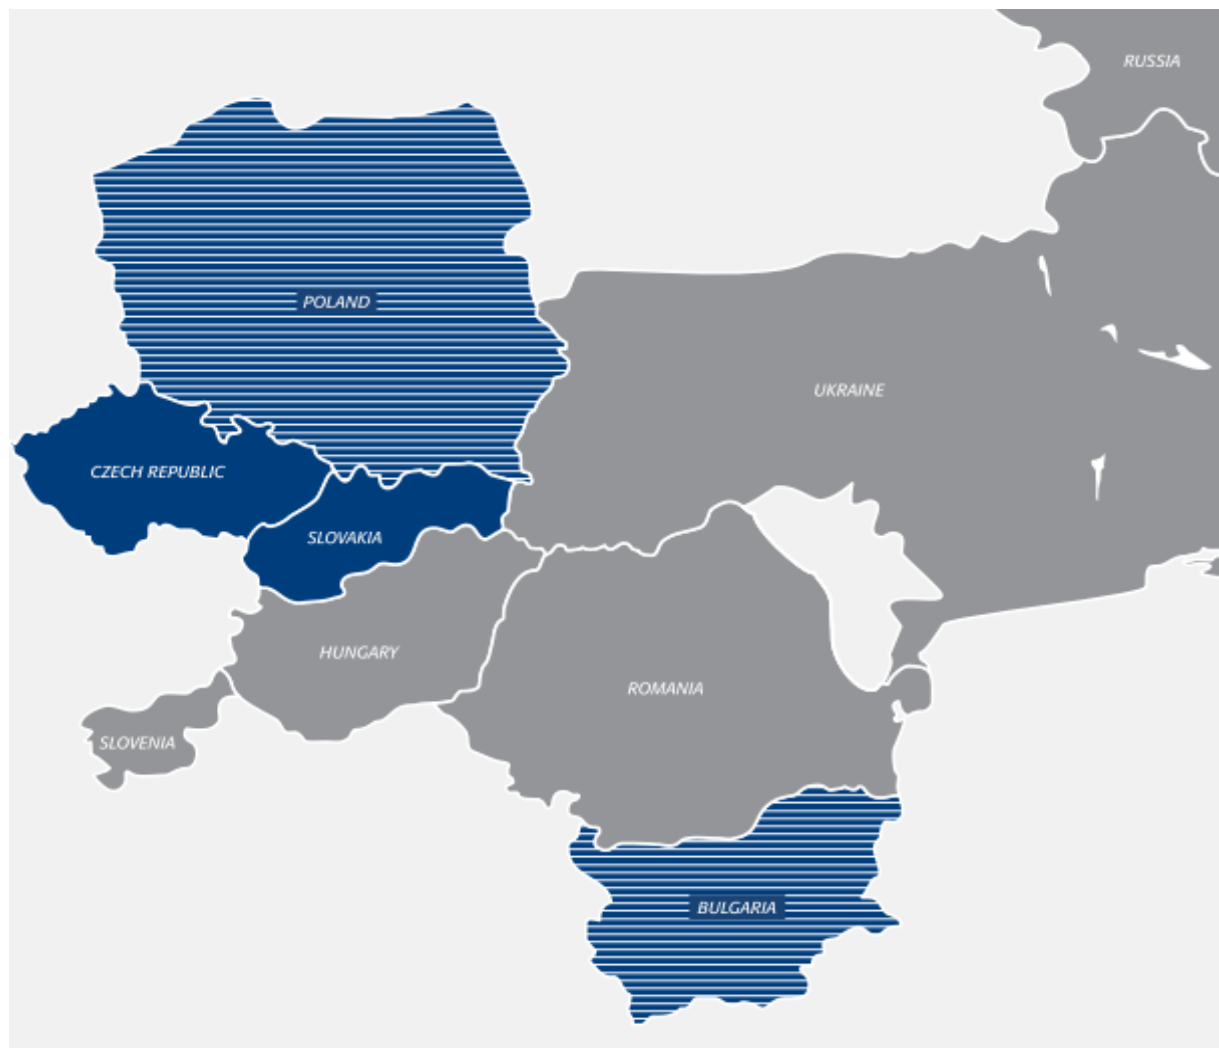 RUSSIA
POLAND
UKRAINE
CZECH REPUBLIC
SLOVAKIA
HUNGARY
ROMANIA
SLOVENIA
BULGARIA